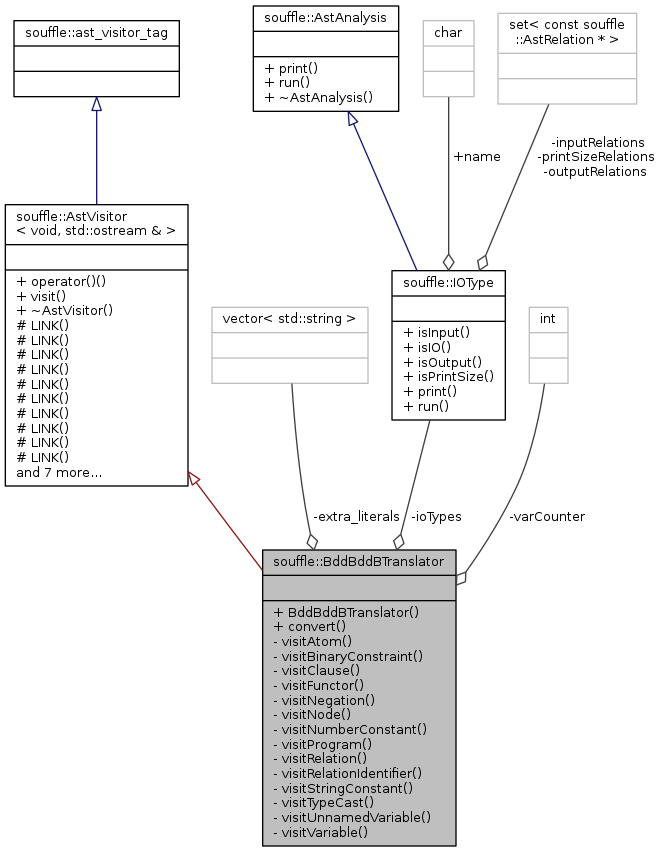 souffle::ast_visitor_tag
souffle::AstAnalysis
+ print()
+ run()
+ ~AstAnalysis()
char
set< const souffle
::AstRelation * >
+name
-inputRelations
-printSizeRelations
-outputRelations
souffle::AstVisitor
< void, std::ostream & >
+ operator()()
+ visit()
+ ~AstVisitor()
# LINK()
# LINK()
# LINK()
# LINK()
# LINK()
# LINK()
# LINK()
# LINK()
# LINK()
# LINK()
and 7 more...
vector< std::string >
souffle::IOType
+ isInput()
+ isIO()
+ isOutput()
+ isPrintSize()
+ print()
+ run()
int
-extra_literals
-ioTypes
-varCounter
souffle::BddBddBTranslator
+ BddBddBTranslator()
+ convert()
- visitAtom()
- visitBinaryConstraint()
- visitClause()
- visitFunctor()
- visitNegation()
- visitNode()
- visitNumberConstant()
- visitProgram()
- visitRelation()
- visitRelationIdentifier()
- visitStringConstant()
- visitTypeCast()
- visitUnnamedVariable()
- visitVariable()